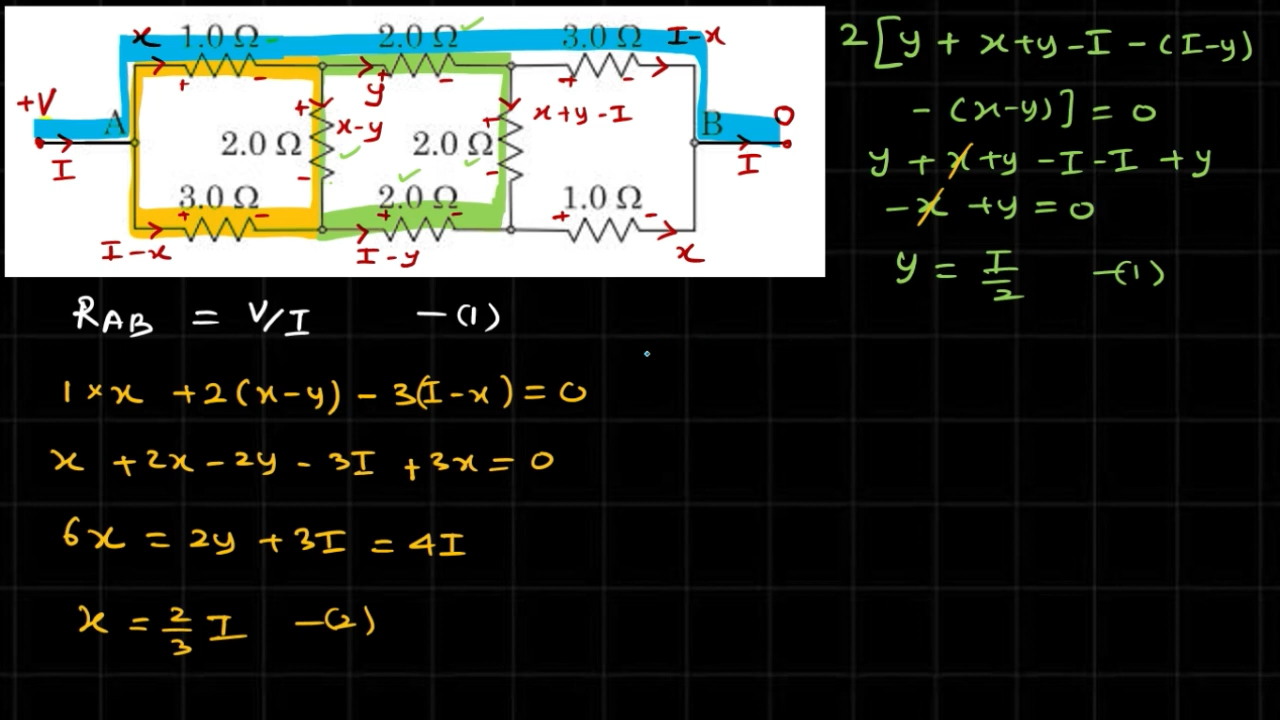 x 1.0 Ω 2.0 Ω 3.0 Ω I-x
+ - + - +
+V y x+y-I 0
A 2.0 Ω + x-y 2.0 Ω + - B
I - I
3.0 Ω 2.0 Ω 1.0 Ω
+ - + - + -
I-x I-y x
2[y + x+y-I-(I-y)
-(x-y)] = 0
y + x+y-I-I+y
-x+y=0
y = I/2 -(1)
R_AB = V/I -(1)
1×x +2(x-y) - 3(I-x)=0
x +2x-2y-3I +3x=0
6x = 2y +3I = 4I
x = 2/3 I -(2)